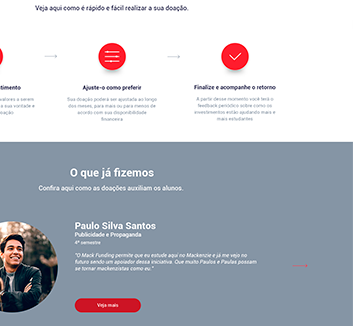 Veja aqui como é rápido e fácil realizar a sua doação.
timento
Ajuste-o como preferir
Finalize e acompanhe o retorno
valores a serem
a sua vontade e
oação
Sua doação poderá ser ajustada ao longo
dos meses, para mais ou para menos de
acordo com sua disponibilidade
financeira.
A partir desse momento você terá o
feedback periódico sobre como os
investimentos estão ajudando mais e
mais estudantes
O que já fizemos
Confira aqui como as doações auxiliam os alunos.
Paulo Silva Santos
Publicidade e Propaganda
4º semestre
"O Mack Funding permite que eu estude aqui no Mackenzie e já me vejo no
futuro sendo um apoiador dessa iniciativa. Que muito Paulos e Paulas possam
se tornar mackenzistas como eu."
Veja mais